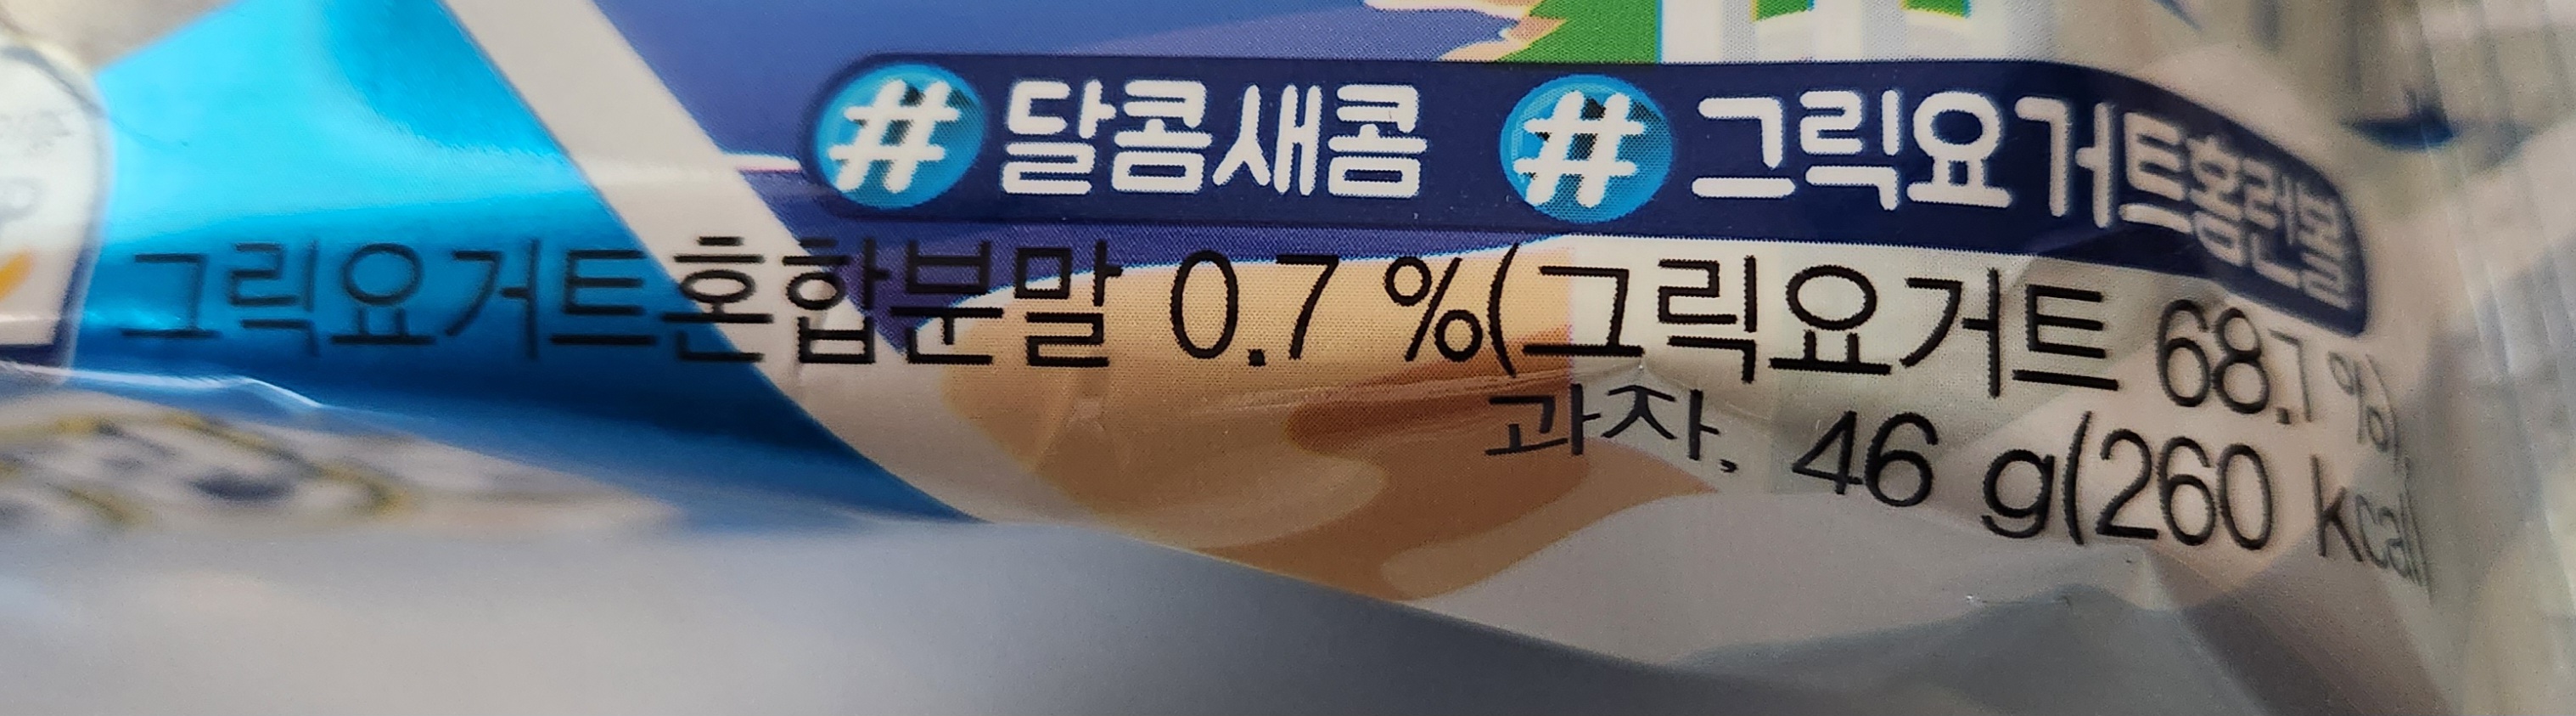 # 달콤새콤 # 그릭요거트홈런볼
그릭요거트혼합분말 0.7 %(그릭요거트 68.7 %)
과자. 46 g(260 kcal)